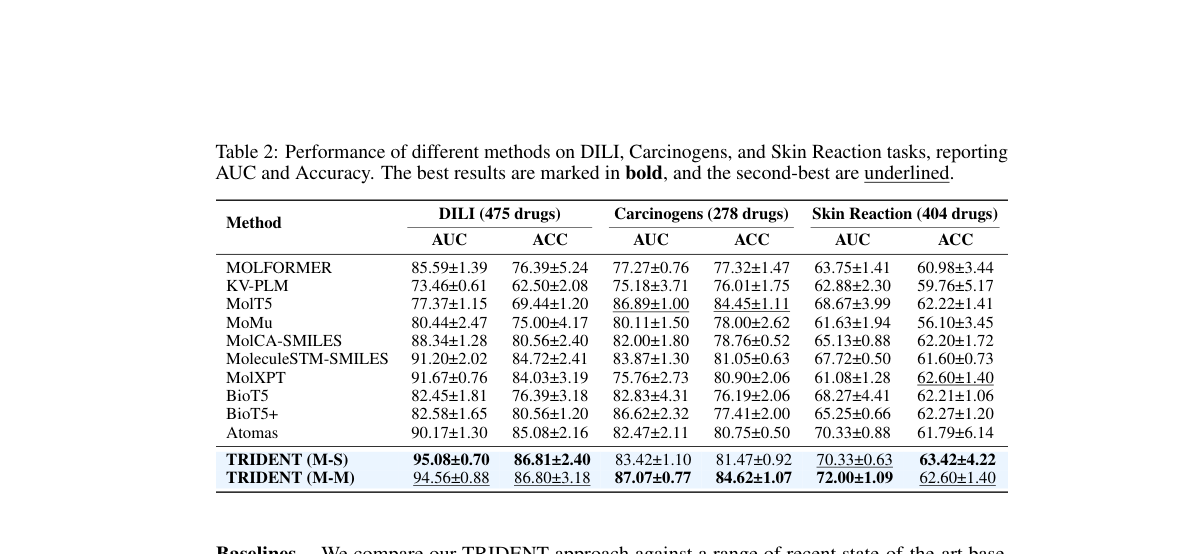 Table 2: Performance of different methods on DILI, Carcinogens, and Skin Reaction tasks, reporting
AUC and Accuracy. The best results are marked in bold, and the second-best are underlined.
Method DILI (475 drugs) Carcinogens (278 drugs) Skin Reaction (404 drugs)
AUC ACC AUC ACC AUC ACC
MOLFORMER 85.59±1.39 76.39±5.24 77.27±0.76 77.32±1.47 63.75±1.41 60.98±3.44
KV-PLM 73.46±0.61 62.50±2.08 75.18±3.71 76.01±1.75 62.88±2.30 59.76±5.17
MolT5 77.37±1.15 69.44±1.20 86.89±1.00 84.45±1.11 68.67±3.99 62.22±1.41
MoMu 80.44±2.47 75.00±4.17 80.11±1.50 78.00±2.62 61.63±1.94 56.10±3.45
MolCA-SMILES 88.34±1.28 80.56±2.40 82.00±1.80 78.76±0.52 65.13±0.88 62.20±1.72
MoleculeSTM-SMILES 91.20±2.02 84.72±2.41 83.87±1.30 81.05±0.63 67.72±0.50 61.60±0.73
MolXPT 91.67±0.76 84.03±3.19 75.76±2.73 80.90±2.06 61.08±1.28 62.60±1.40
BioT5 82.45±1.81 76.39±3.18 82.83±4.31 76.19±2.06 68.27±4.41 62.21±1.06
BioT5+ 82.58±1.65 80.56±1.20 86.62±2.32 77.41±2.00 65.25±0.66 62.27±1.20
Atomas 90.17±1.30 85.08±2.16 82.47±2.11 80.75±0.50 70.33±0.88 61.79±6.14
TRIDENT (M-S) 95.08±0.70 86.81±2.40 83.42±1.10 81.47±0.92 70.33±0.63 63.42±4.22
TRIDENT (M-M) 94.56±0.88 86.80±3.18 87.07±0.77 84.62±1.07 72.00±1.09 62.60±1.40
Baselines We compare our TRIDENT approach against a range of recent state-of-the-art base-